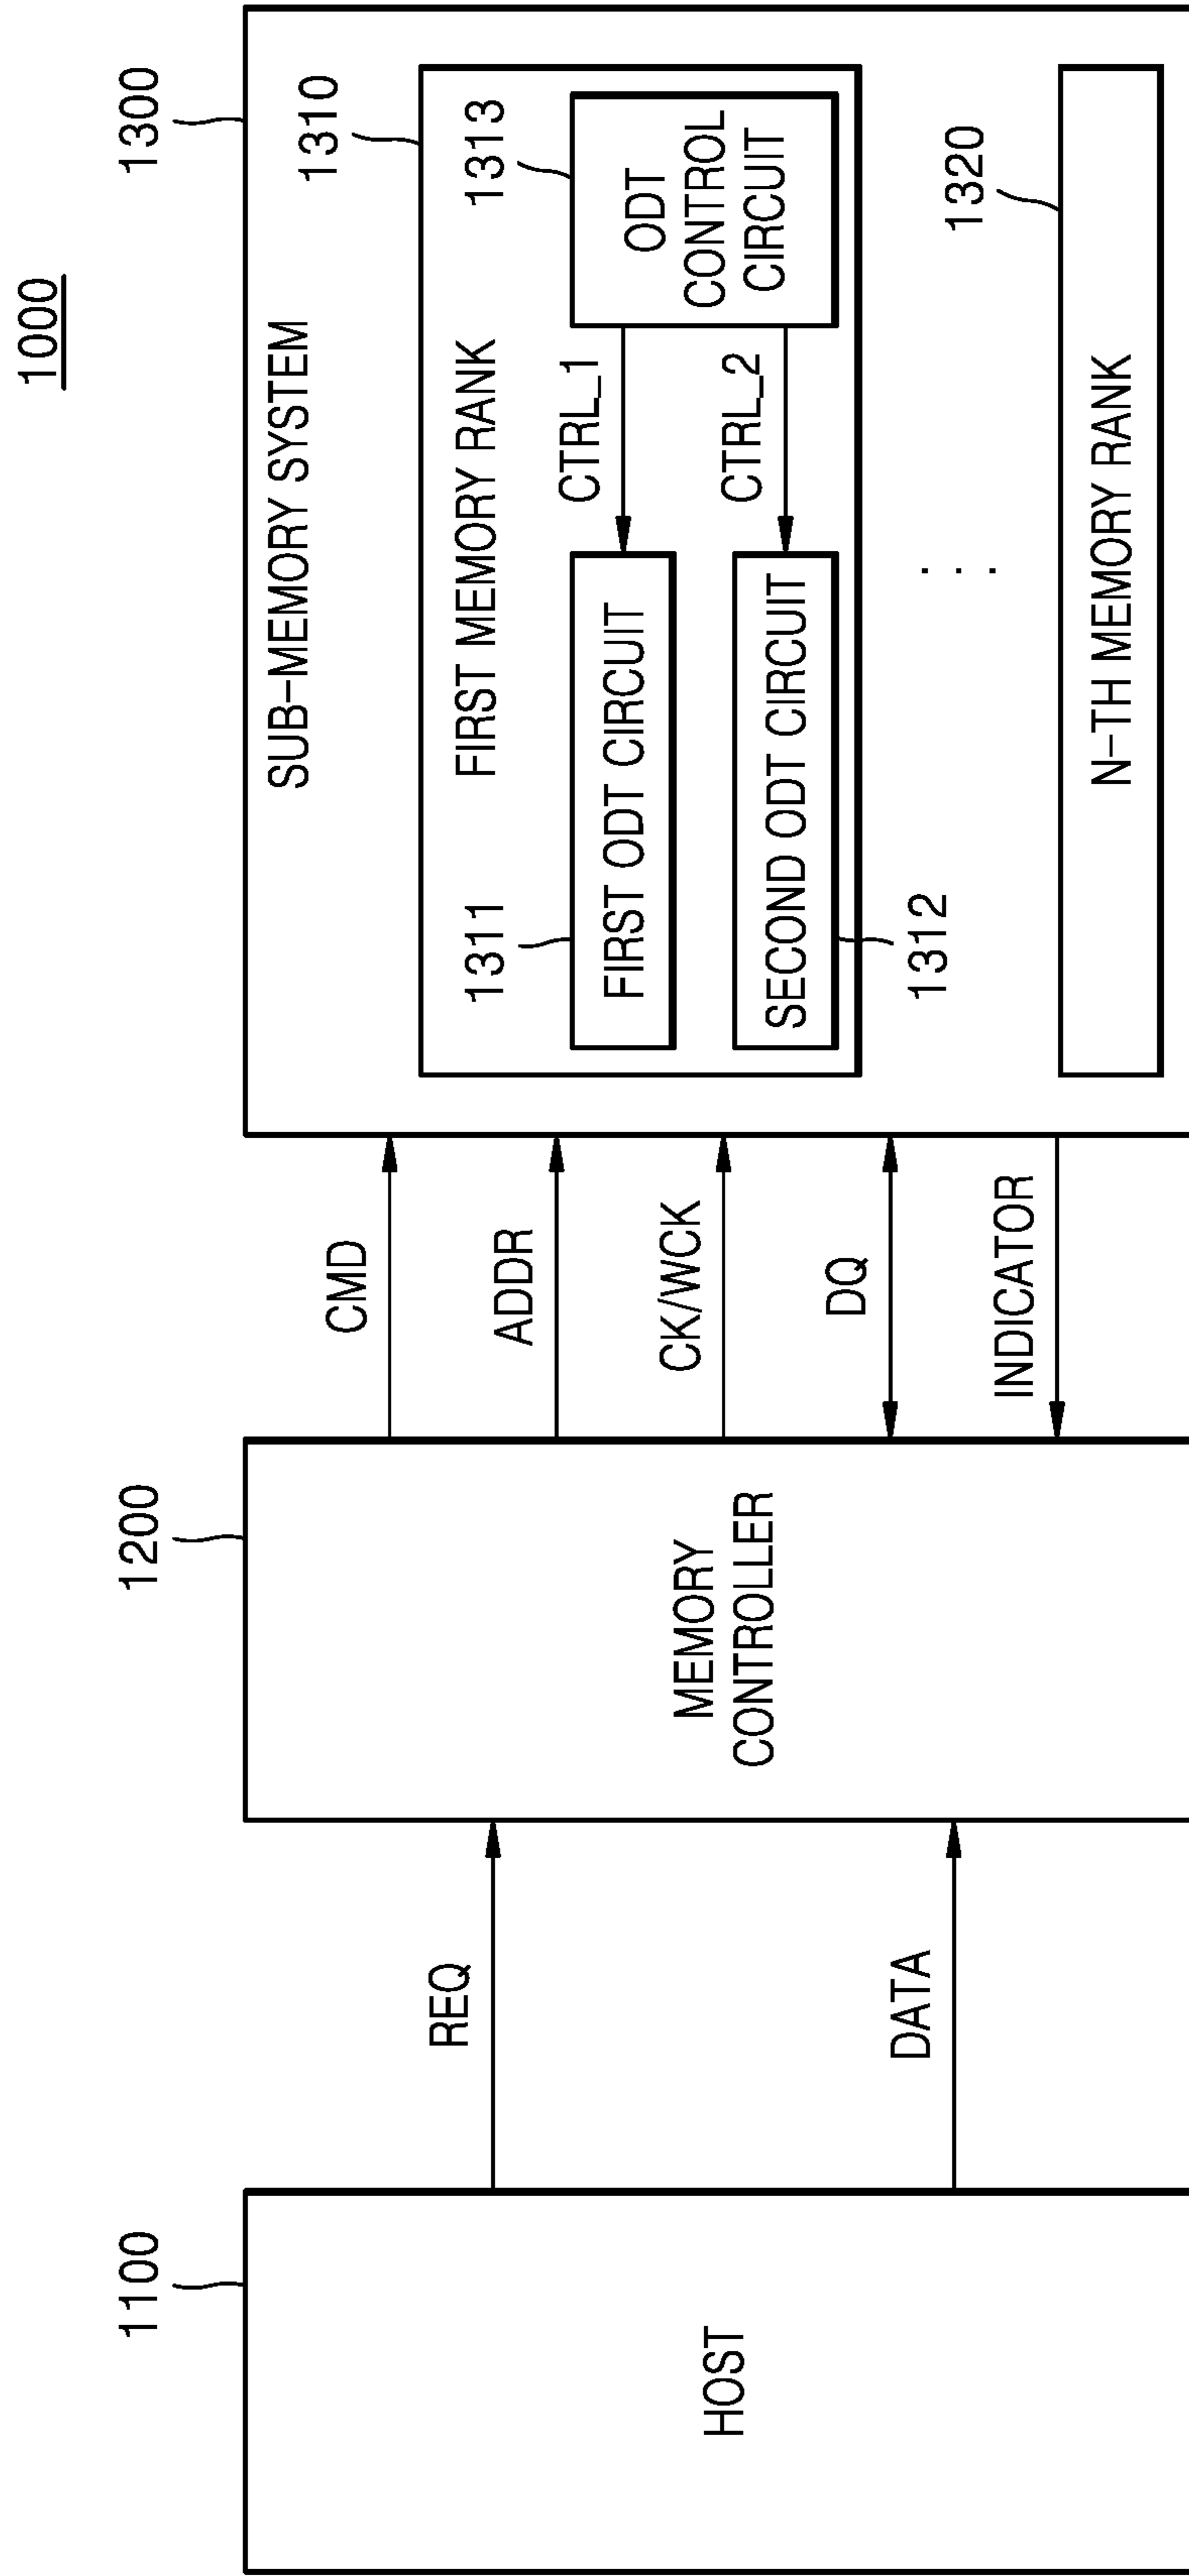 1000
1100
HOST
REQ
DATA
1200
MEMORY
CONTROLLER
CMD
ADDR
CK/WCK
DQ
INDICATOR
1300
SUB-MEMORY SYSTEM
1310
FIRST MEMORY RANK
1311
FIRST ODT CIRCUIT
CTRL_1
1313
ODT
CONTROL
CIRCUIT
SECOND ODT CIRCUIT
CTRL_2
1312
. . .
1320
N-TH MEMORY RANK